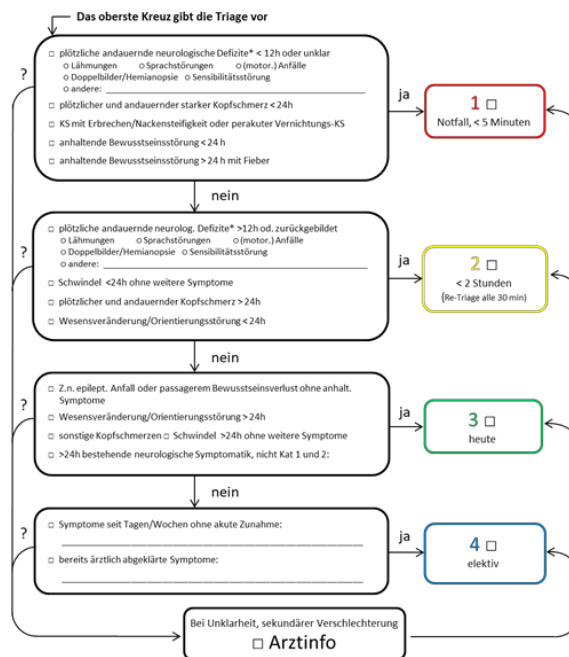 Das oberste Kreuz gibt die Triage vor
□ plötzliche andauernde neurologische Defizite* < 12h oder unklar
○ Lähmungen ○ Sprachstörungen ○ (motor.) Anfälle
○ Doppelbilder/Hemianopsie ○ Sensibilitätsstörung
○ andere:
□ plötzlicher und andauernder starker Kopfschmerz < 24h
□ KS mit Erbrechen/Nackensteifigkeit oder perakuter Vernichtungs-KS
□ anhaltende Bewusstseinsstörung < 24 h
□ anhaltende Bewusstseinsstörung > 24 h mit Fieber
?
ja
1 □
Notfall, < 5 Minuten
nein
□ plötzliche andauernde neurolog. Defizite* >12h od. zurückgebildet
○ Lähmungen ○ Sprachstörungen ○ (motor.) Anfälle
○ Doppelbilder/Hemianopsie ○ Sensibilitätsstörung
○ andere:
□ Schwindel <24h ohne weitere Symptome
□ plötzlicher und andauernder Kopfschmerz > 24h
□ Wesensveränderung/Orientierungsstörung < 24h
?
ja
2 □
< 2 Stunden
(Re-Triage alle 30 min)
nein
□ Z.n. epilept. Anfall oder passagerem Bewusstseinsverlust ohne anhalt.
Symptome
□ Wesensveränderung/Orientierungsstörung > 24h
□ sonstige Kopfschmerzen □ Schwindel >24h ohne weitere Symptome
□ >24h bestehende neurologische Symptomatik, nicht Kat 1 und 2:
?
ja
3 □
heute
nein
□ Symptome seit Tagen/Wochen ohne akute Zunahme:
□ bereits ärztlich abgeklärte Symptome:
?
ja
4 □
elektiv
Bei Unklarheit, sekundärer Verschlechterung
□ Arztinfo